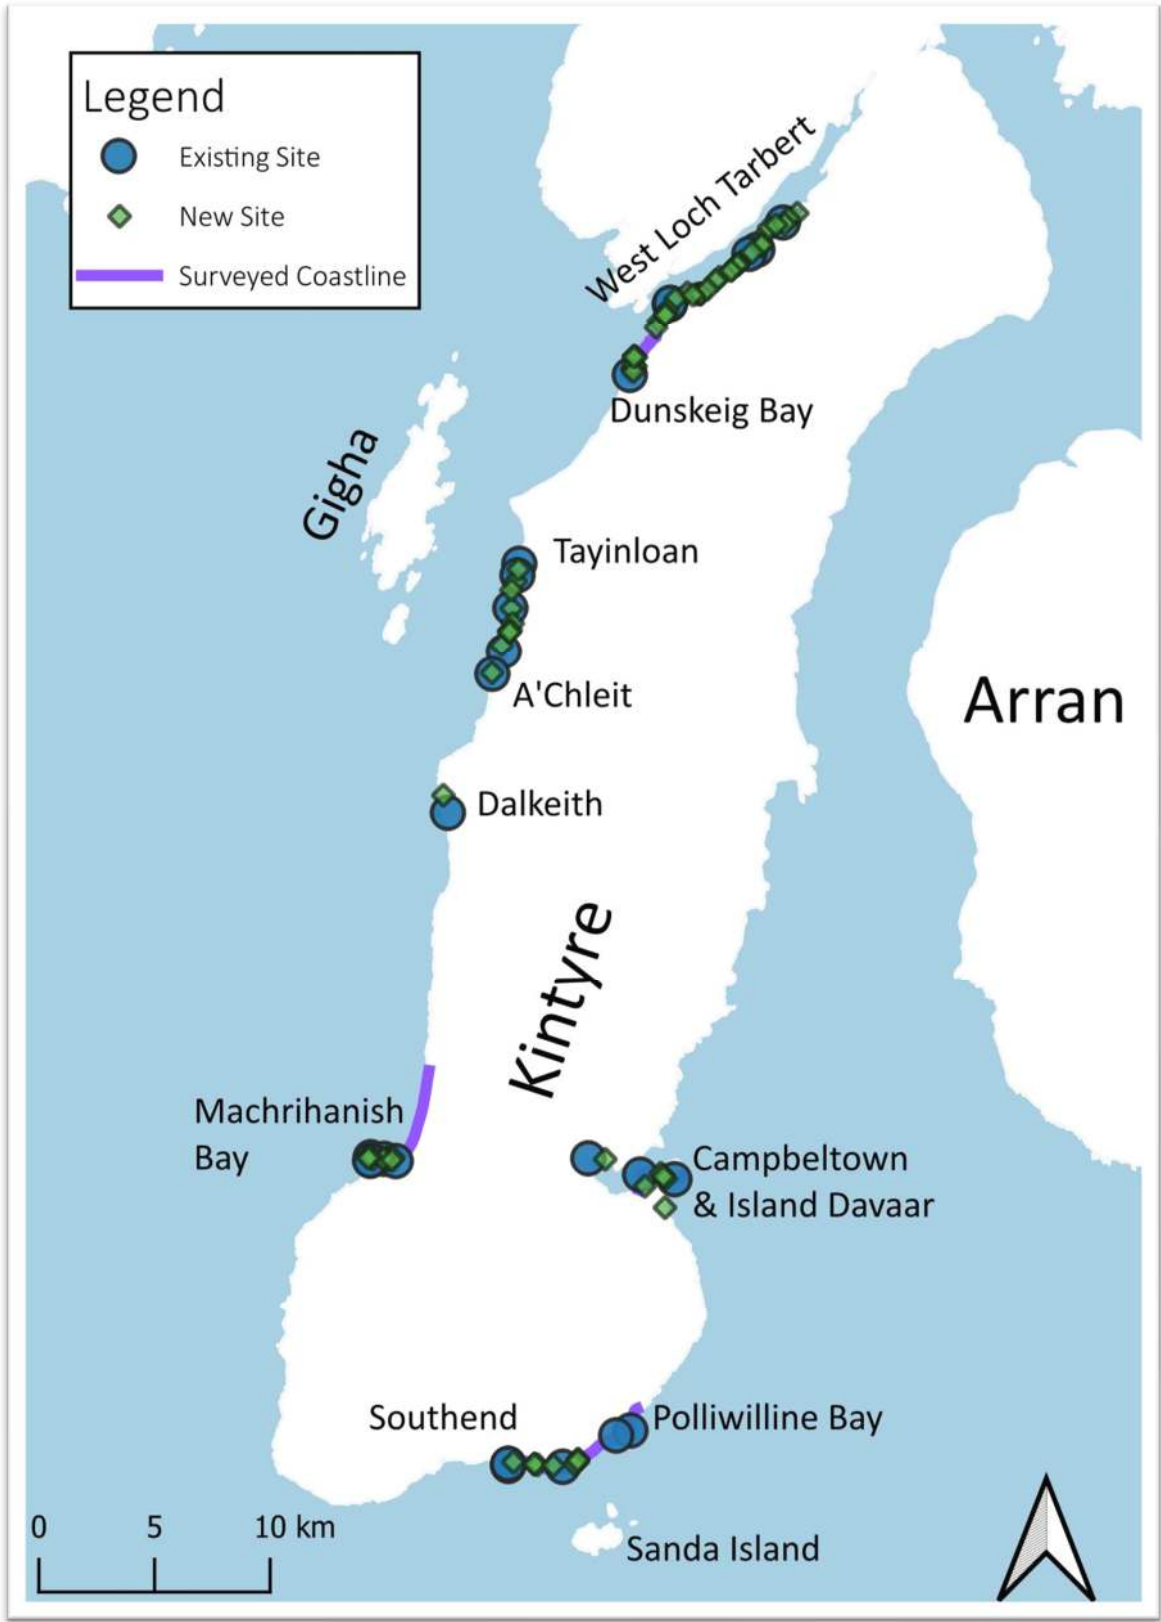 Legend
Existing Site
New Site
Surveyed Coastline
West Loch Tarbert
Dunskeig Bay
Gigha
Tayinloan
A'Chleit
Arran
Dalkeith
Kintyre
Machrihanish
Bay
Campbeltown
& Island Davaar
Southend
Polliwilline Bay
0 5 10 km
Sanda Island